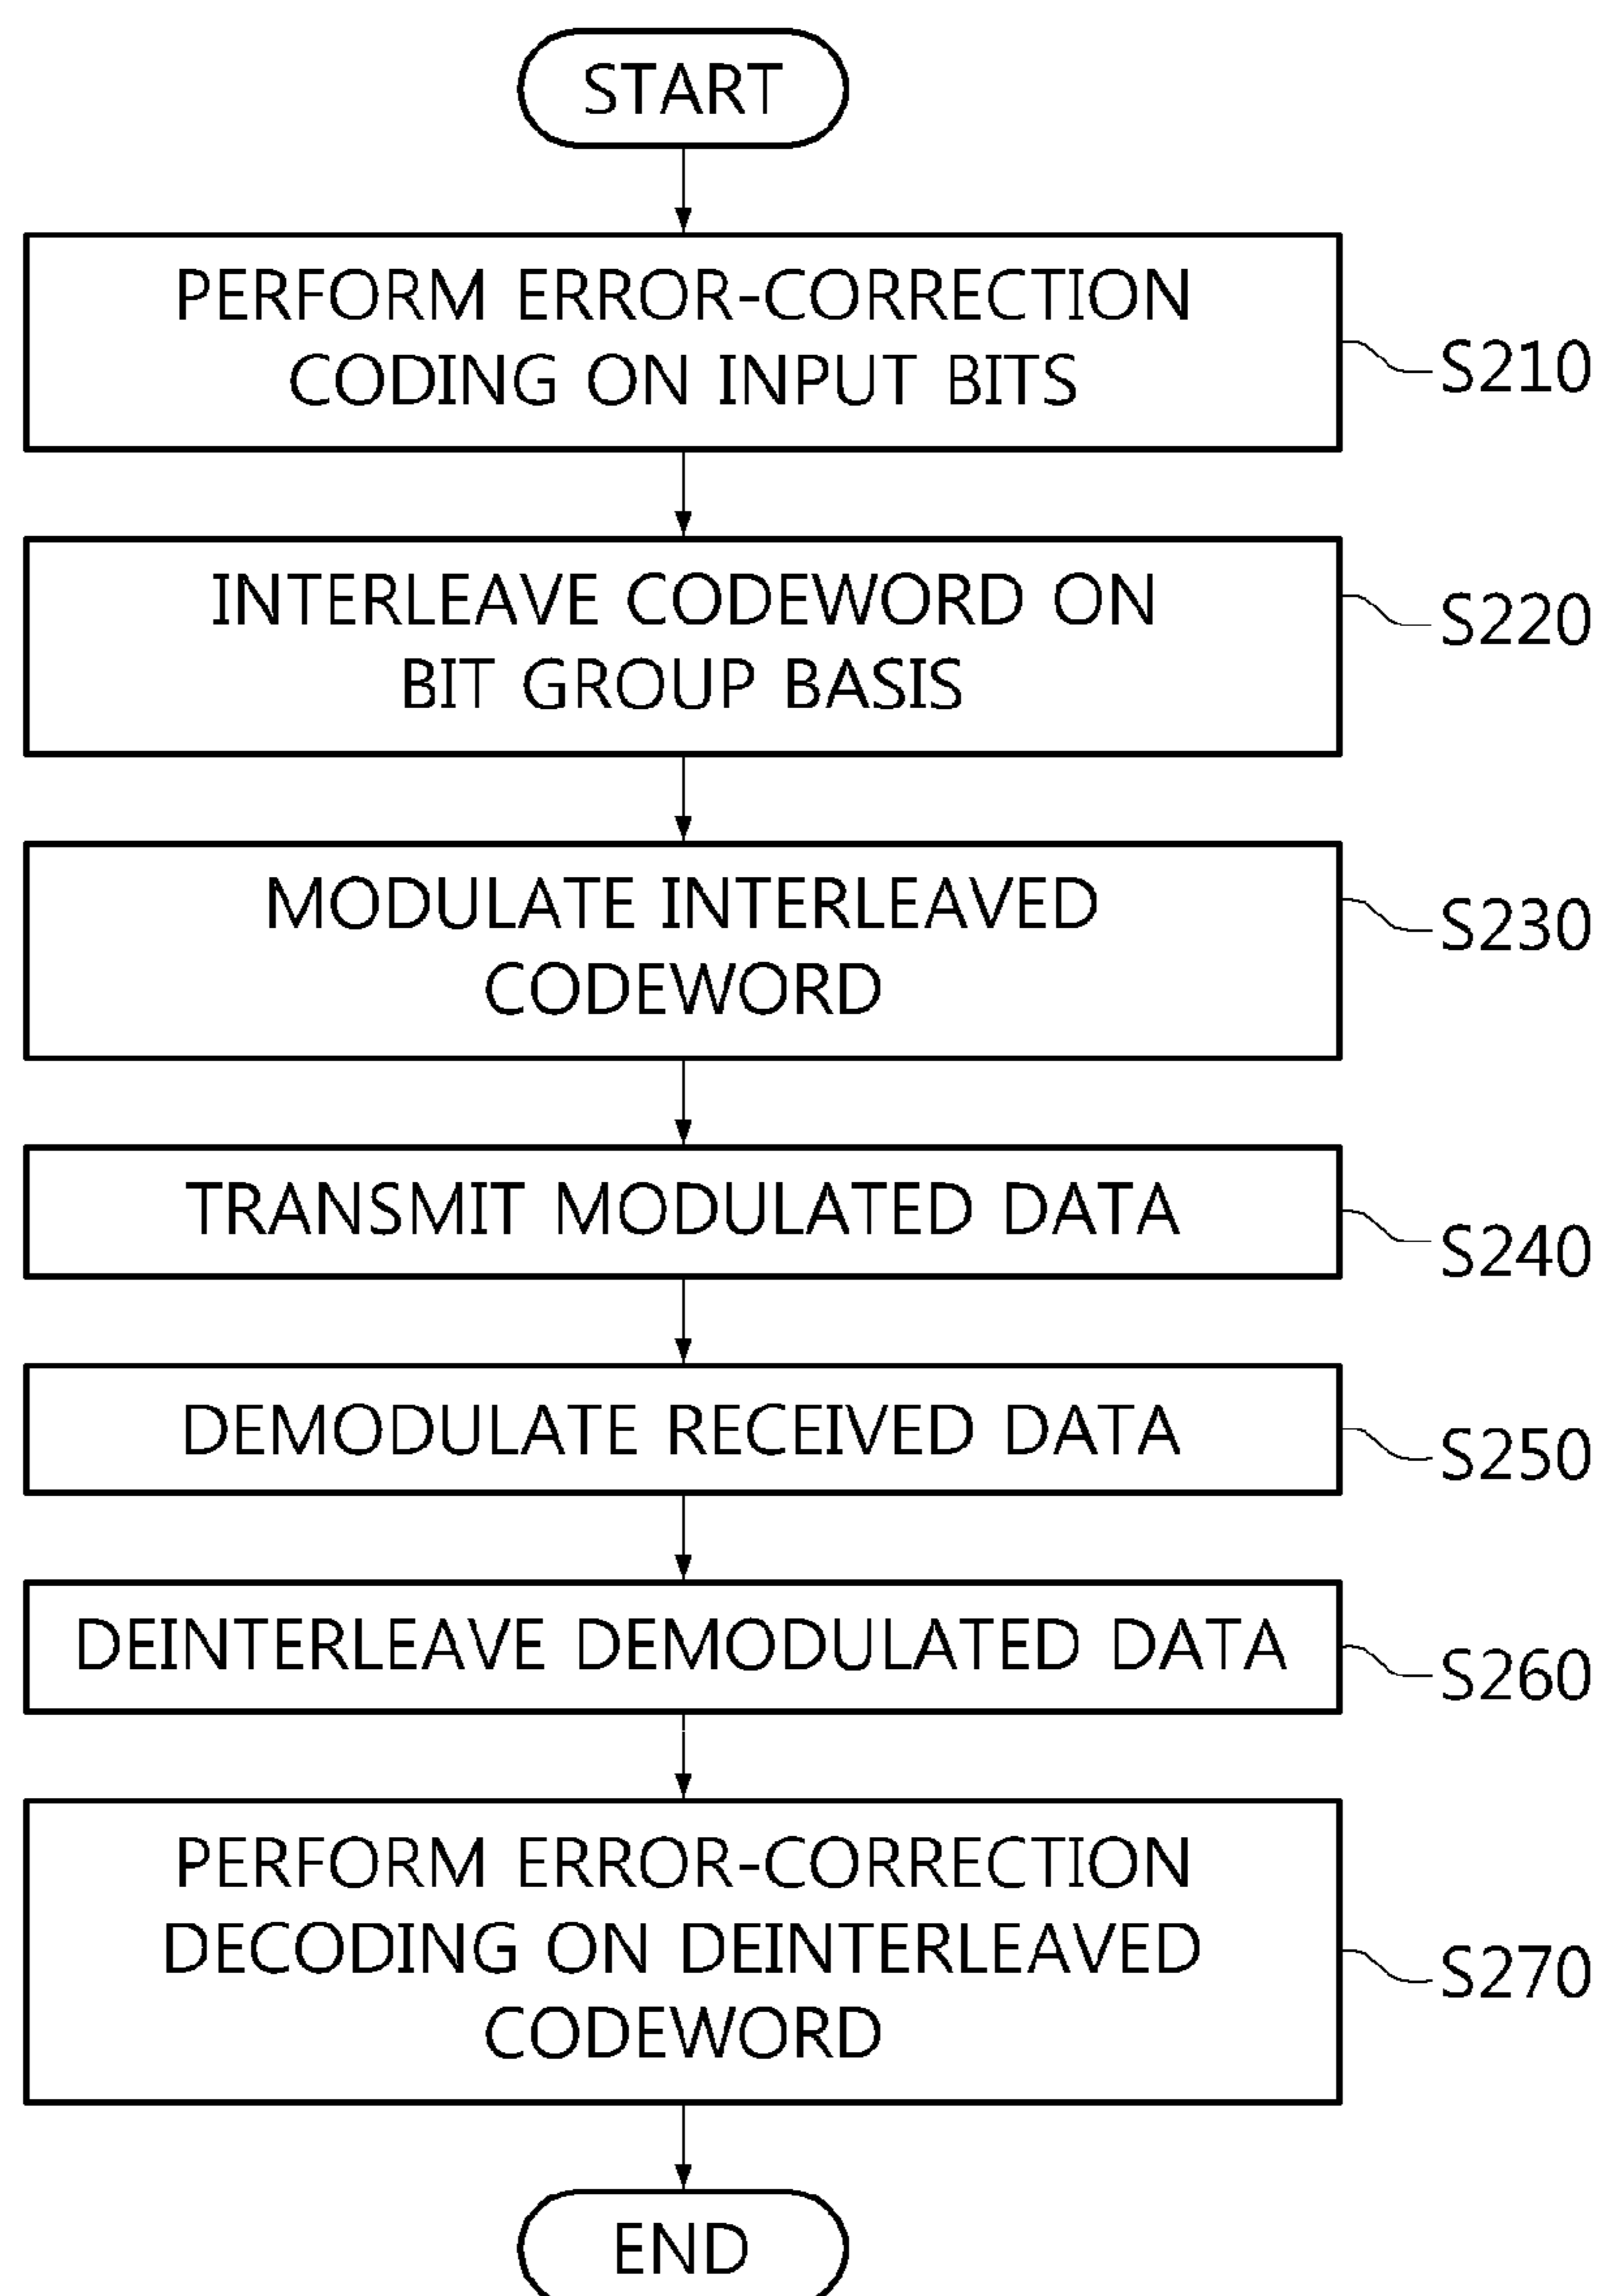 START
PERFORM ERROR-CORRECTION
CODING ON INPUT BITS
S210
INTERLEAVE CODEWORD ON
BIT GROUP BASIS
S220
MODULATE INTERLEAVED
CODEWORD
S230
TRANSMIT MODULATED DATA
S240
DEMODULATE RECEIVED DATA
S250
DEINTERLEAVE DEMODULATED DATA
S260
PERFORM ERROR-CORRECTION
DECODING ON DEINTERLEAVED
CODEWORD
S270
END